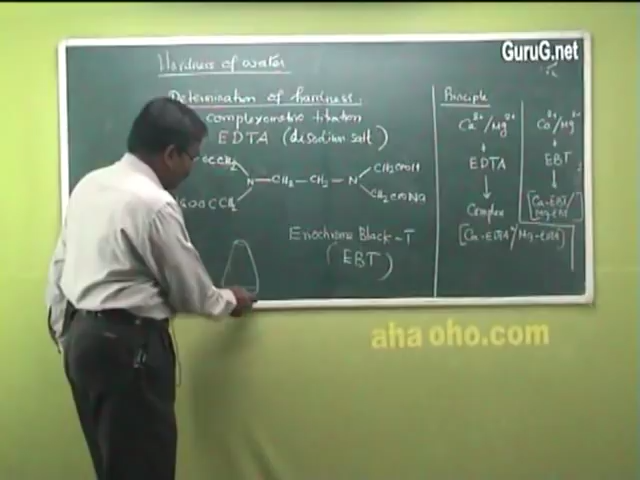 GuruG.net
Hardness of water
Determination of hardness.
complexometric titration
EDTA (disodium salt)
N — CH2 — CH2 — N
CH2COONa
Eriochrome Black-T
(EBT)
Principle
Ca2+/Mg2+
+
EDTA
↓
Complex
[Ca-EDTA/Mg-EDTA]
Ca2+/Mg2+
+
EBT
↓
[Ca-EBT/
Mg-EBT]
aha oho.com